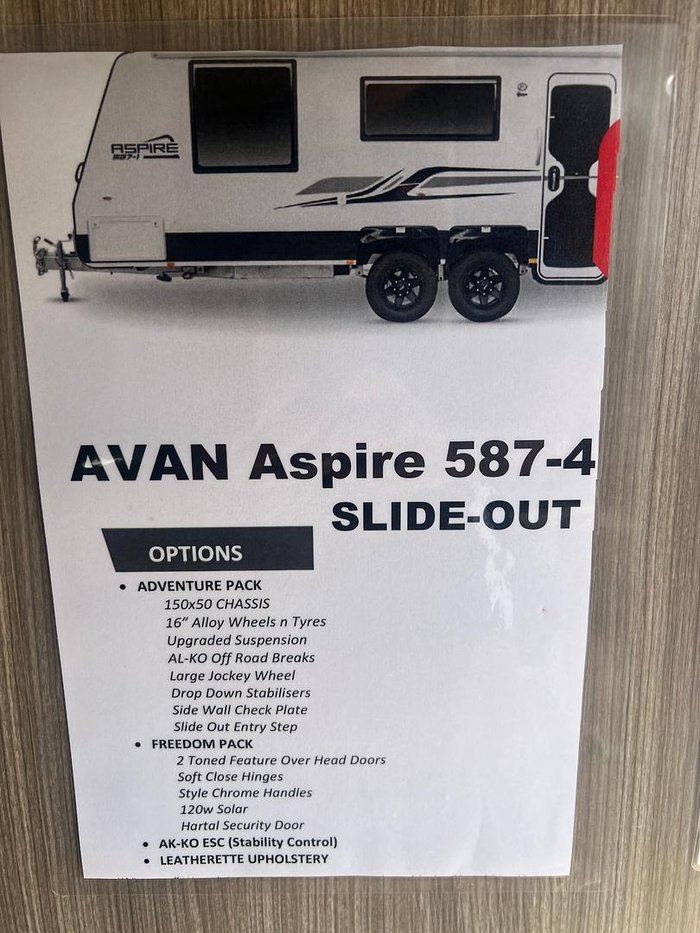 ASPIRE
587-1
AVAN Aspire 587-4
SLIDE-OUT
OPTIONS
• ADVENTURE PACK
150x50 CHASSIS
16” Alloy Wheels n Tyres
Upgraded Suspension
AL-KO Off Road Breaks
Large Jockey Wheel
Drop Down Stabilisers
Side Wall Check Plate
Slide Out Entry Step
• FREEDOM PACK
2 Toned Feature Over Head Doors
Soft Close Hinges
Style Chrome Handles
120w Solar
Hartal Security Door
• AK-KO ESC (Stability Control)
• LEATHERETTE UPHOLSTERY